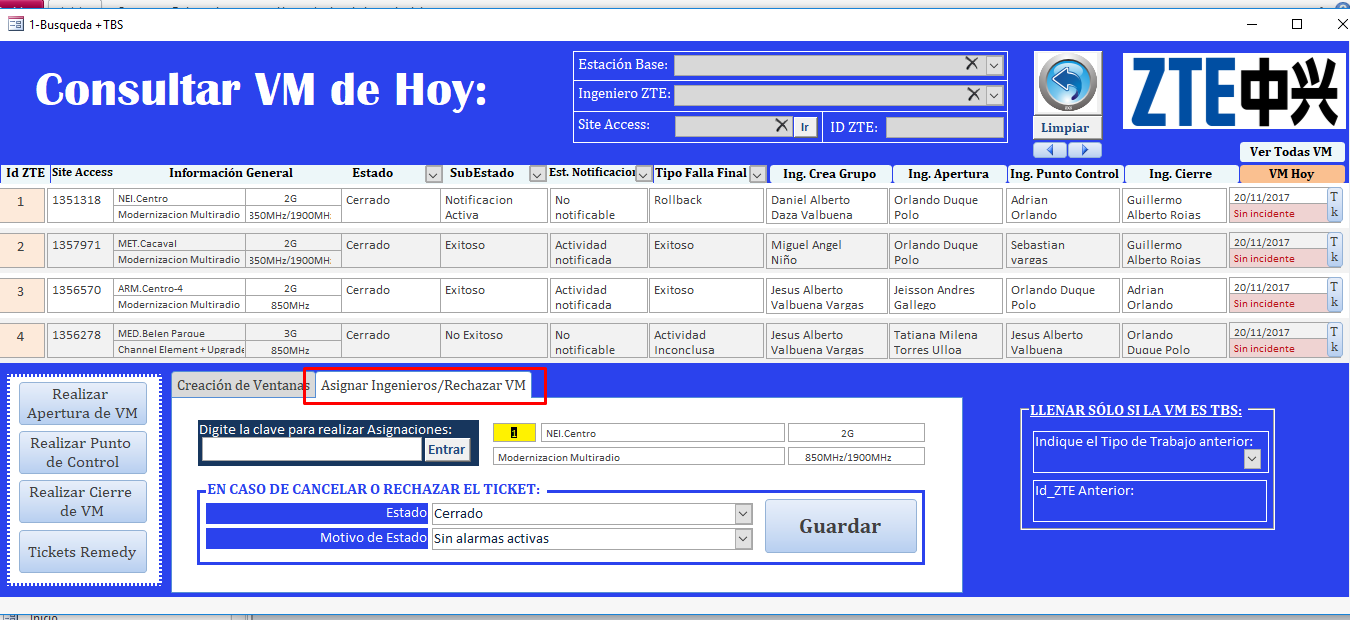 1-Busqueda +TBS
Consultar VM de Hoy:
Estación Base:
Ingeniero ZTE:
Site Access:
Ir
ID ZTE:
Limpiar
ZTE中兴
Ver Todas VM
Id ZTE Site Access Información General Estado SubEstado Est. Notificacion Tipo Falla Final Ing. Crea Grupo Ing. Apertura Ing. Punto Control Ing. Cierre VM Hoy
1 1351318 NEI.Centro 2G Cerrado Notificacion No Rollback Daniel Alberto Orlando Duque Adrian Guillermo 20/11/2017 T
Modernizacion Multiradio 850MHz/1900MHz Activa notificable Daza Valbuena Polo Orlando Alberto Rojas Sin incidente k
2 1357971 MET.Cacaval 2G Cerrado Exitoso Actividad Exitoso Miguel Angel Orlando Duque Sebastian Guillermo 20/11/2017 T
Modernizacion Multiradio 850MHz/1900MHz notificada Niño Polo vargas Alberto Rojas Sin incidente k
3 1356570 ARM.Centro-4 2G Cerrado Exitoso Actividad Exitoso Jesus Alberto Jeisson Andres Orlando Duque Adrian 20/11/2017 T
Modernizacion Multiradio 850MHz notificada Valbuena Vargas Gallego Polo Orlando Sin incidente k
4 1356278 MED.Belen Parque 3G Cerrado No Exitoso No Actividad Jesus Alberto Tatiana Milena Jesus Alberto Orlando 20/11/2017 T
Channel Element + Upgrade 850MHz notificable Inconclusa Valbuena Vargas Torres Ulloa Valbuena Duque Polo Sin incidente k
Realizar
Apertura de VM
Realizar Punto
de Control
Realizar Cierre
de VM
Tickets Remedy
Creación de Ventanas Asignar Ingenieros/Rechazar VM
Digite la clave para realizar Asignaciones:
Entrar
1 NEI.Centro 2G
Modernizacion Multiradio 850MHz/1900MHz
EN CASO DE CANCELAR O RECHAZAR EL TICKET:
Estado Cerrado
Motivo de Estado Sin alarmas activas
Guardar
LLENAR SÓLO SI LA VM ES TBS:
Indique el Tipo de Trabajo anterior:
Id_ZTE Anterior:
Inicio